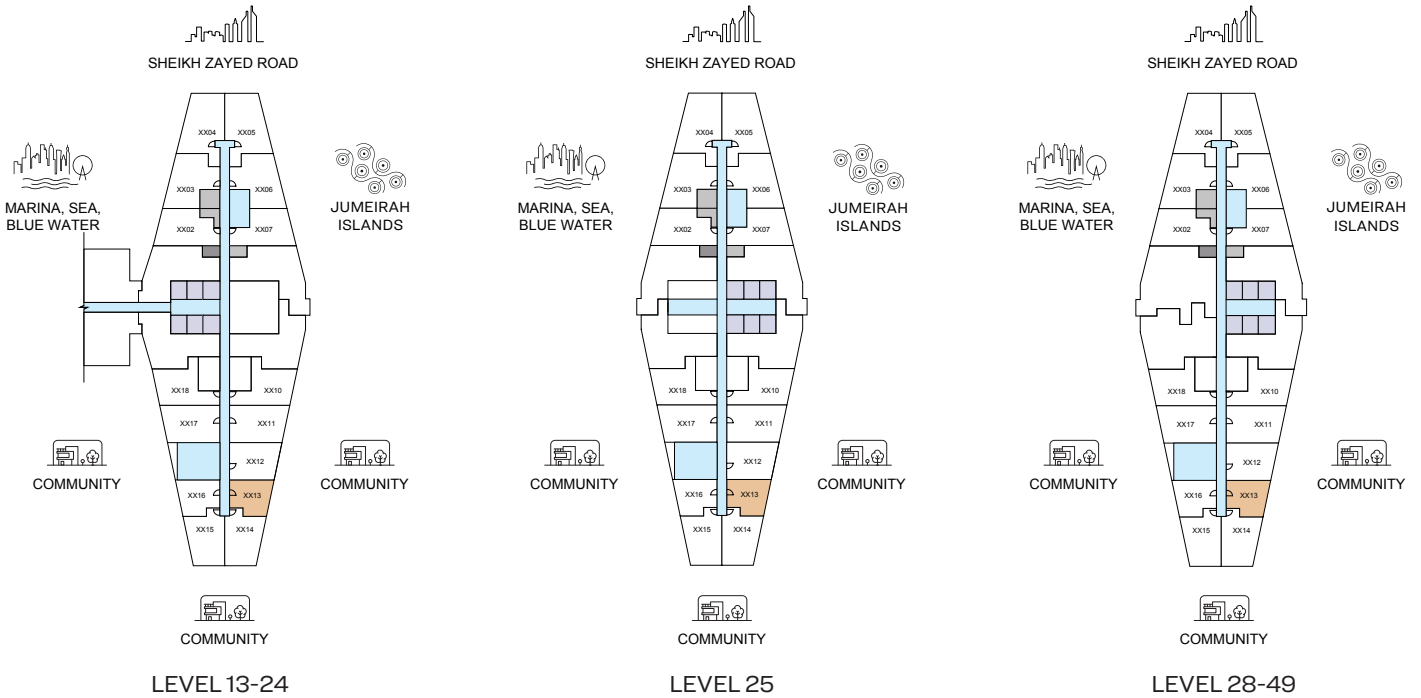 SHEIKH ZAYED ROAD
XX04
XX05
MARINA, SEA,
BLUE WATER
XX03
XX06
JUMEIRAH
ISLANDS
XX02
XX07
XX18
XX10
XX17
XX11
COMMUNITY
XX12
COMMUNITY
XX16
XX13
XX15
XX14
COMMUNITY
LEVEL 13-24
SHEIKH ZAYED ROAD
XX04
XX05
MARINA, SEA,
BLUE WATER
XX03
XX06
JUMEIRAH
ISLANDS
XX02
XX07
XX18
XX10
XX17
XX11
COMMUNITY
XX12
COMMUNITY
XX16
XX13
XX15
XX14
COMMUNITY
LEVEL 25
SHEIKH ZAYED ROAD
XX04
XX05
MARINA, SEA,
BLUE WATER
XX03
XX06
JUMEIRAH
ISLANDS
XX02
XX07
XX18
XX10
XX17
XX11
COMMUNITY
XX12
COMMUNITY
XX16
XX13
XX15
XX14
COMMUNITY
LEVEL 28-49